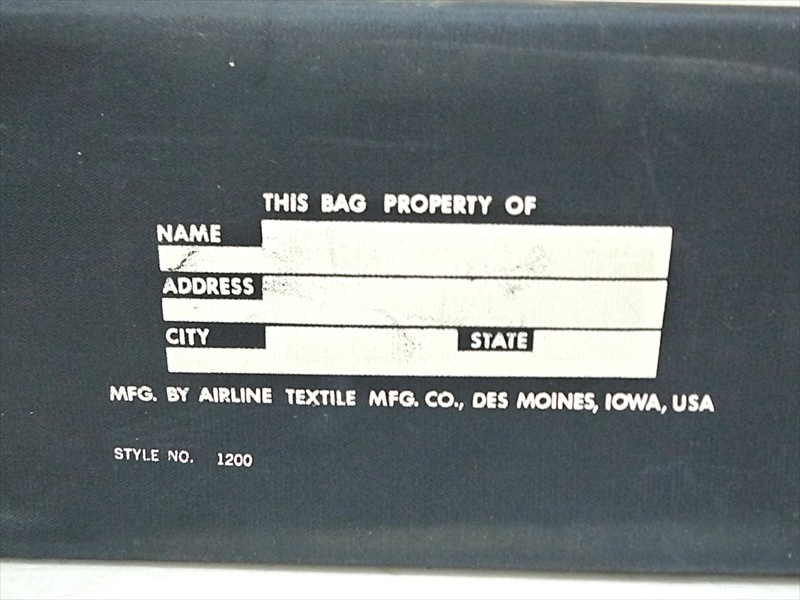 THIS BAG PROPERTY OF
NAME
ADDRESS
CITY STATE
MFG. BY AIRLINE TEXTILE MFG. CO., DES MOINES, IOWA, USA
STYLE NO. 1200